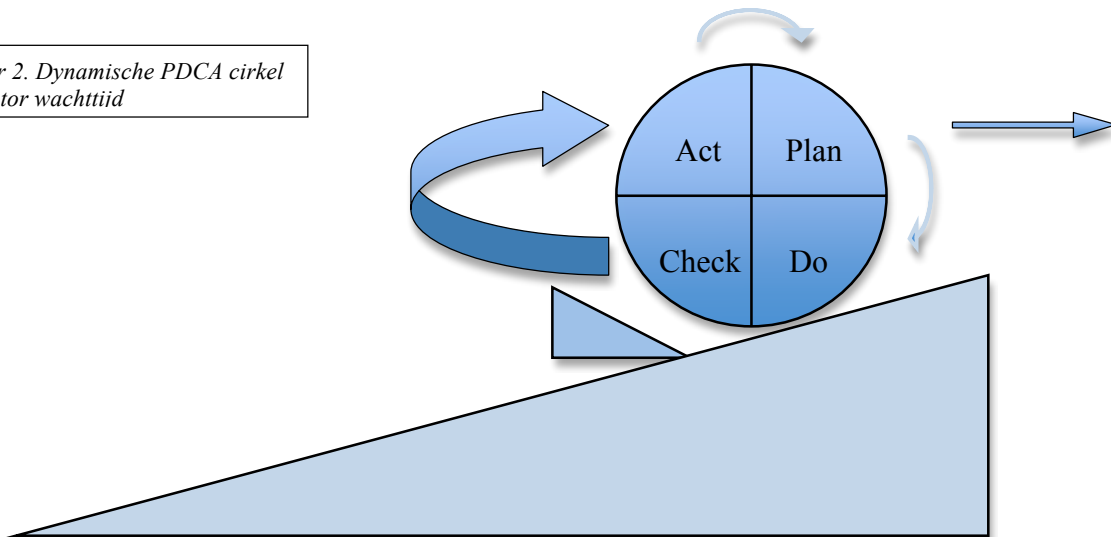 r 2. Dynamische PDCA cirkel
tor wachttijd
Act Plan
Check Do